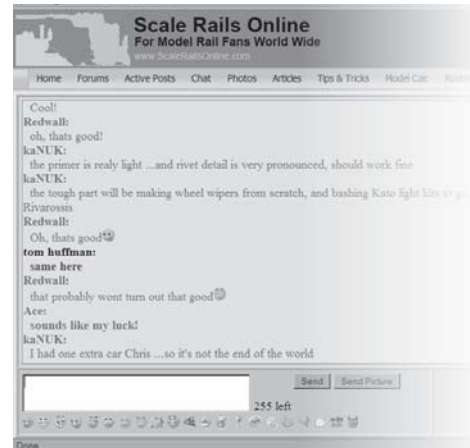 Scale Rails Online
For Model Rail Fans World Wide
www.ScaleRailsOnline.com
Home Forums Active Posts Chat Photos Articles Tips & Tricks Model Calc
Cool!
Redwall:
oh, thats good!
kaNUK:
the primer is realy light ...and rivet detail is very pronounced, should work fine
kaNUK:
the tough part will be making wheel wipers from scratch, and bashing Kato light kits to
Rivarossis
Redwall:
Oh, thats good
tom huffman:
same here
Redwall:
that probably wont turn out that good
Ace:
sounds like my luck!
kaNUK:
I had one extra car Chris ...so it's not the end of the world
Send Send Picture
255 left
Done